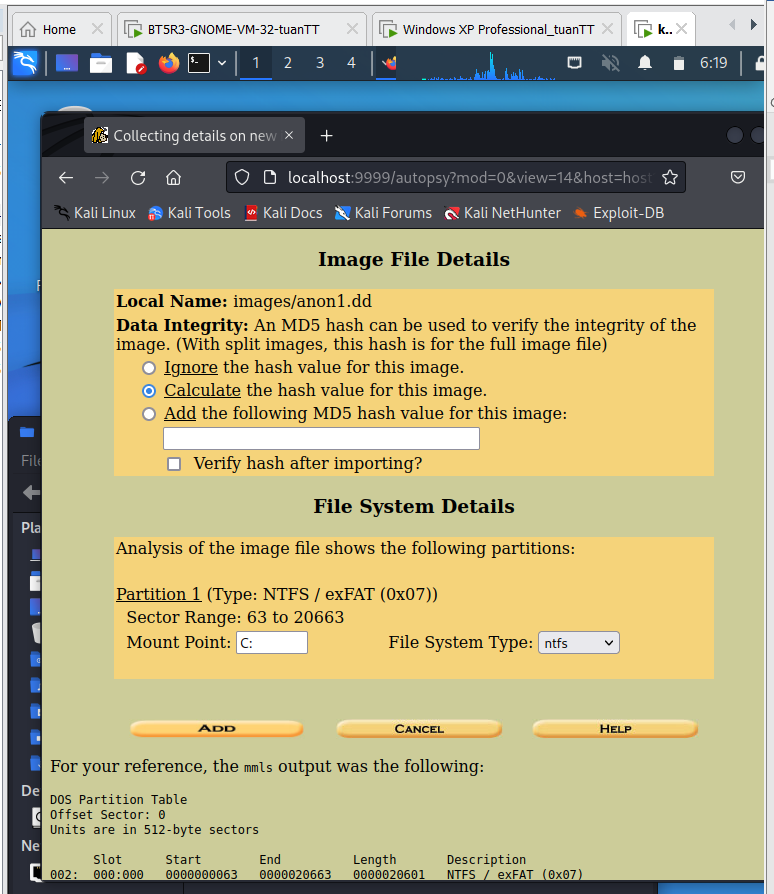 Home
BT5R3-GNOME-VM-32-tuanTT
Windows XP Professional_tuanTT
k..
1 2 3 4
6:19
Collecting details on new
localhost:9999/autopsy?mod=0&view=14&host=host
Kali Linux Kali Tools Kali Docs Kali Forums Kali NetHunter Exploit-DB
Image File Details
Local Name: images/anon1.dd
Data Integrity: An MD5 hash can be used to verify the integrity of the
image. (With split images, this hash is for the full image file)
Ignore the hash value for this image.
Calculate the hash value for this image.
Add the following MD5 hash value for this image:
Verify hash after importing?
File System Details
Analysis of the image file shows the following partitions:
Partition 1 (Type: NTFS / exFAT (0x07))
Sector Range: 63 to 20663
Mount Point: C: File System Type: ntfs
ADD CANCEL HELP
For your reference, the mmls output was the following:
DOS Partition Table
Offset Sector: 0
Units are in 512-byte sectors
Slot Start End Length Description
002: 000:000 0000000063 0000020663 0000020601 NTFS / exFAT (0x07)
File
Pla
De
Ne